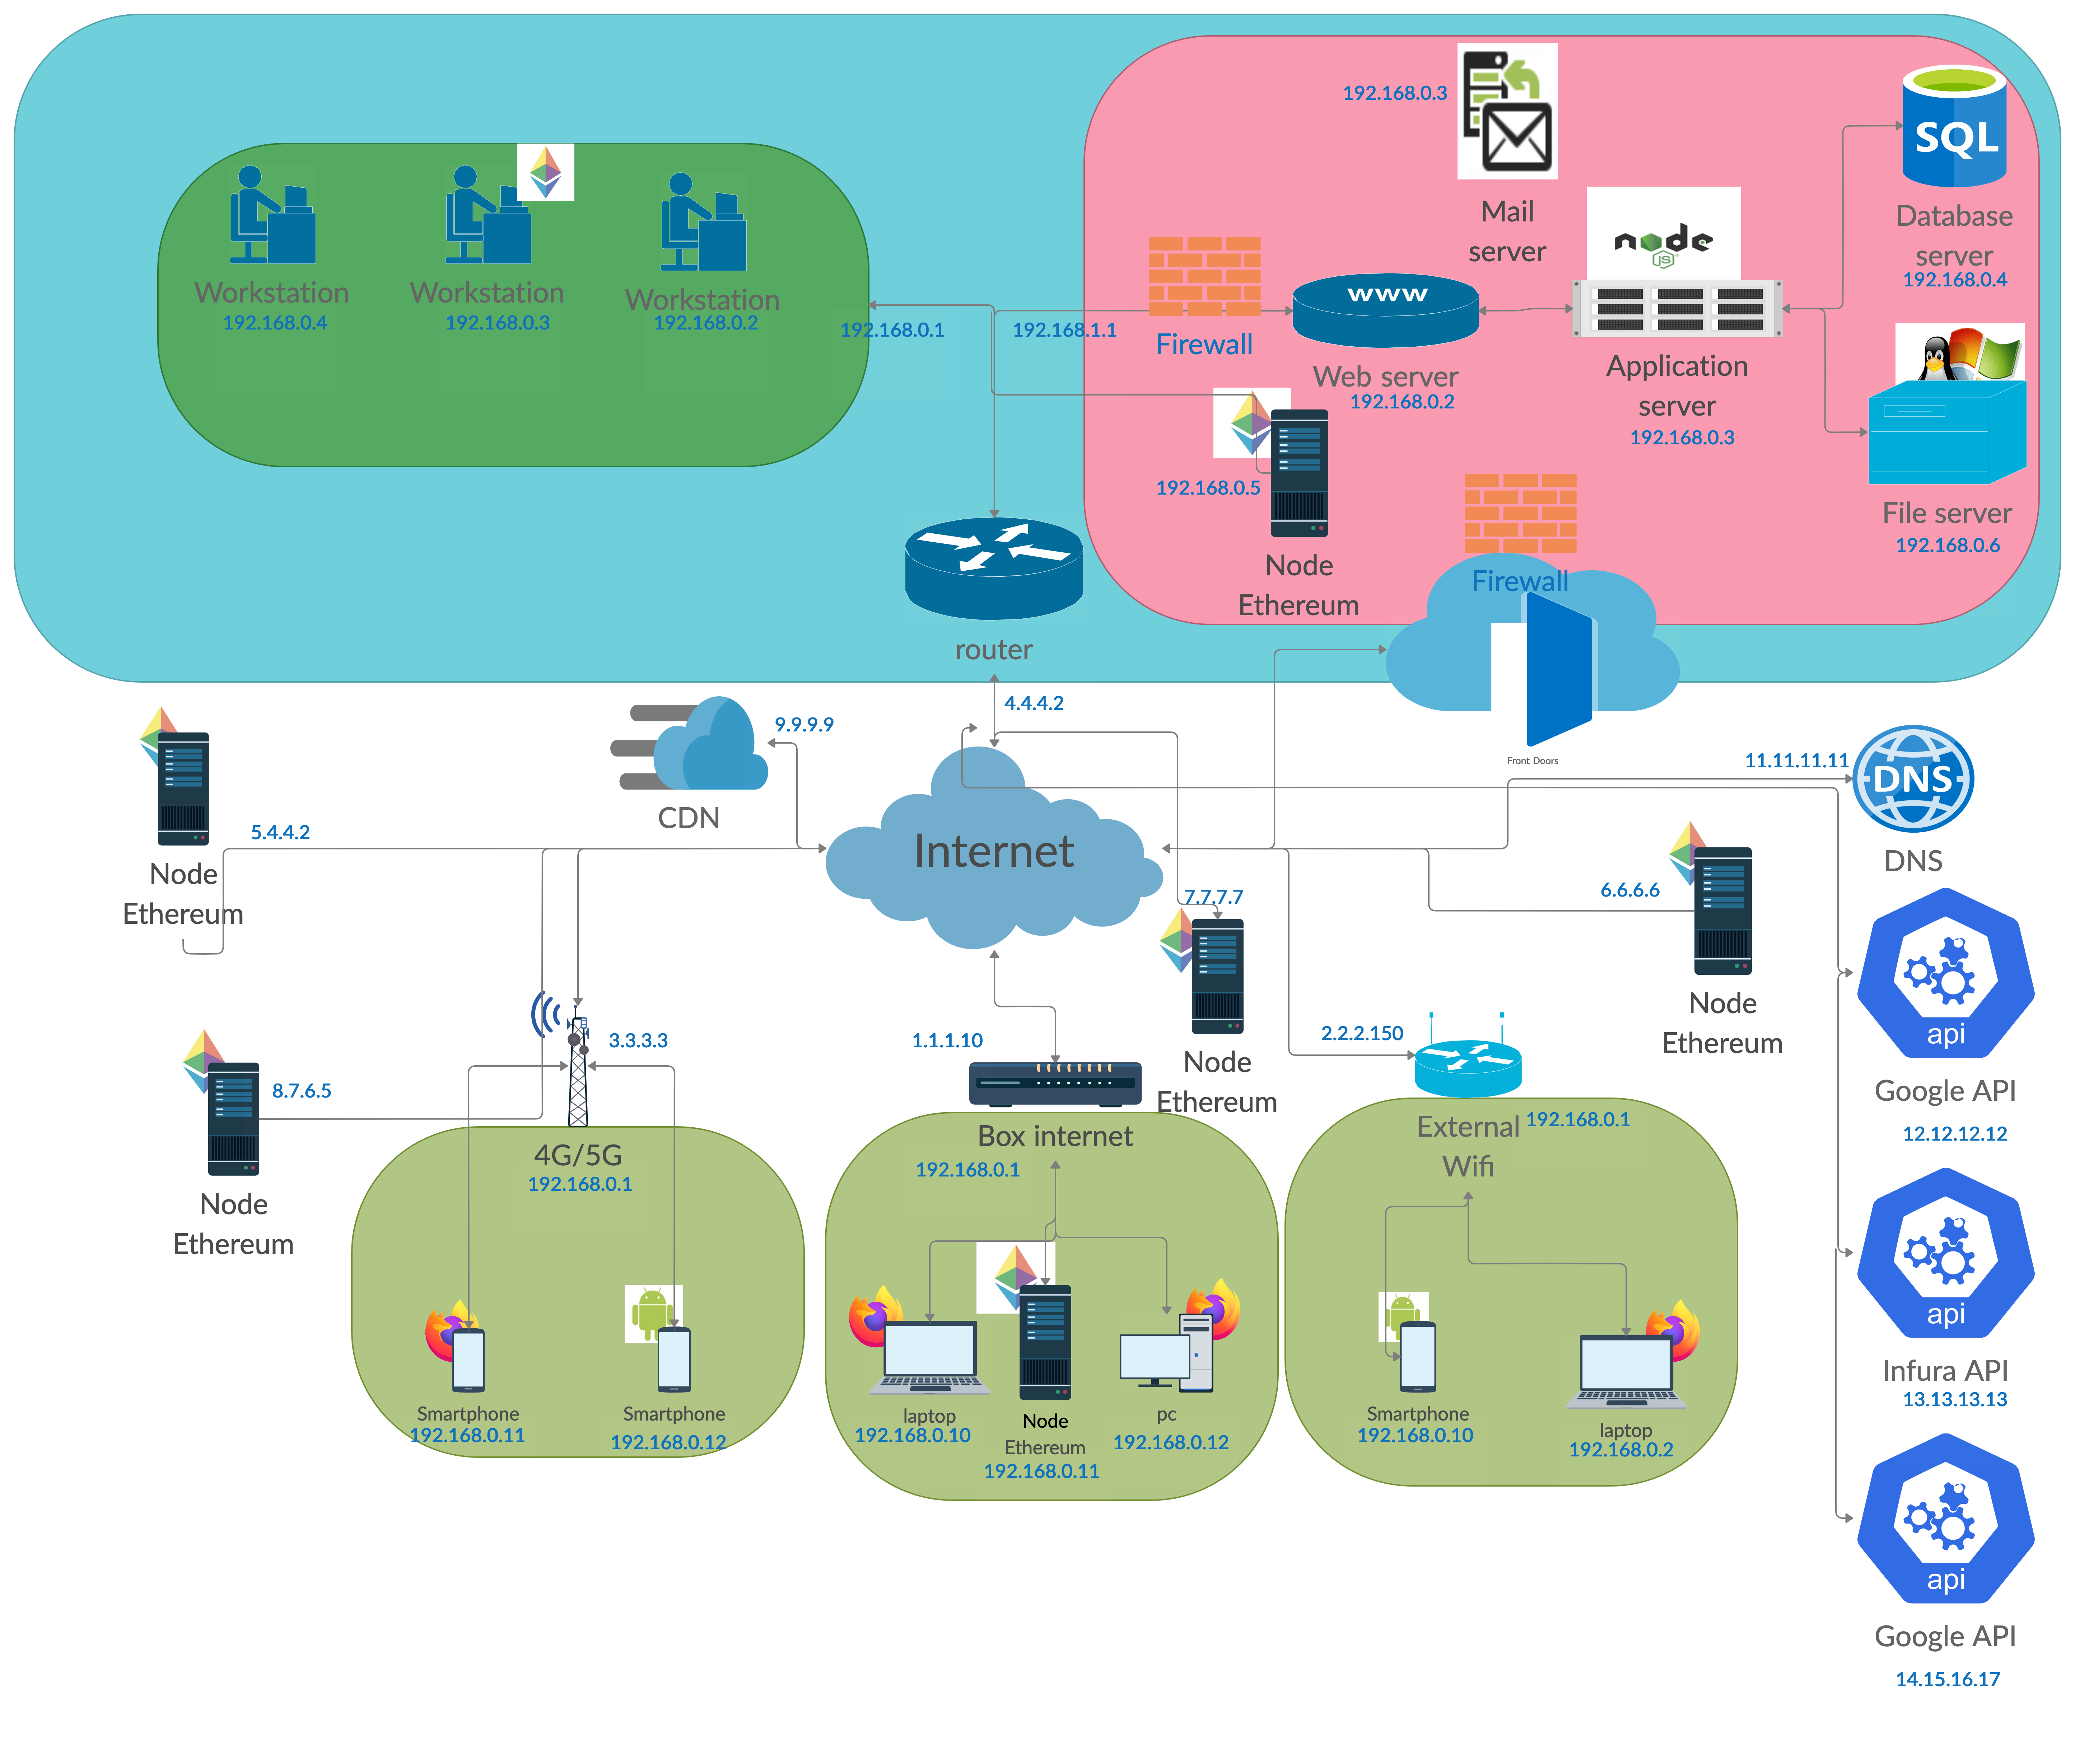 192.168.0.3
SQL
Mail
server
node
JS
Database
server
192.168.0.4
Workstation
192.168.0.4
Workstation
192.168.0.3
Workstation
192.168.0.2
192.168.0.1
192.168.1.1
Firewall
www
Web server
192.168.0.2
Application
server
192.168.0.3
192.168.0.5
Node
Ethereum
Firewall
File server
192.168.0.6
router
4.4.4.2
9.9.9.9
CDN
Front Doors
11.11.11.11
DNS
DNS
5.4.4.2
Node
Ethereum
Internet
7.7.7.7
6.6.6.6
Node
Ethereum
api
Google API
12.12.12.12
8.7.6.5
Node
Ethereum
3.3.3.3
1.1.1.10
Node
Ethereum
2.2.2.150
4G/5G
192.168.0.1
Box internet
192.168.0.1
External
192.168.0.1
Wifi
Smartphone
192.168.0.11
Smartphone
192.168.0.12
laptop
192.168.0.10
Node
Ethereum
192.168.0.11
pc
192.168.0.12
Smartphone
192.168.0.10
laptop
192.168.0.2
api
Infura API
13.13.13.13
api
Google API
14.15.16.17